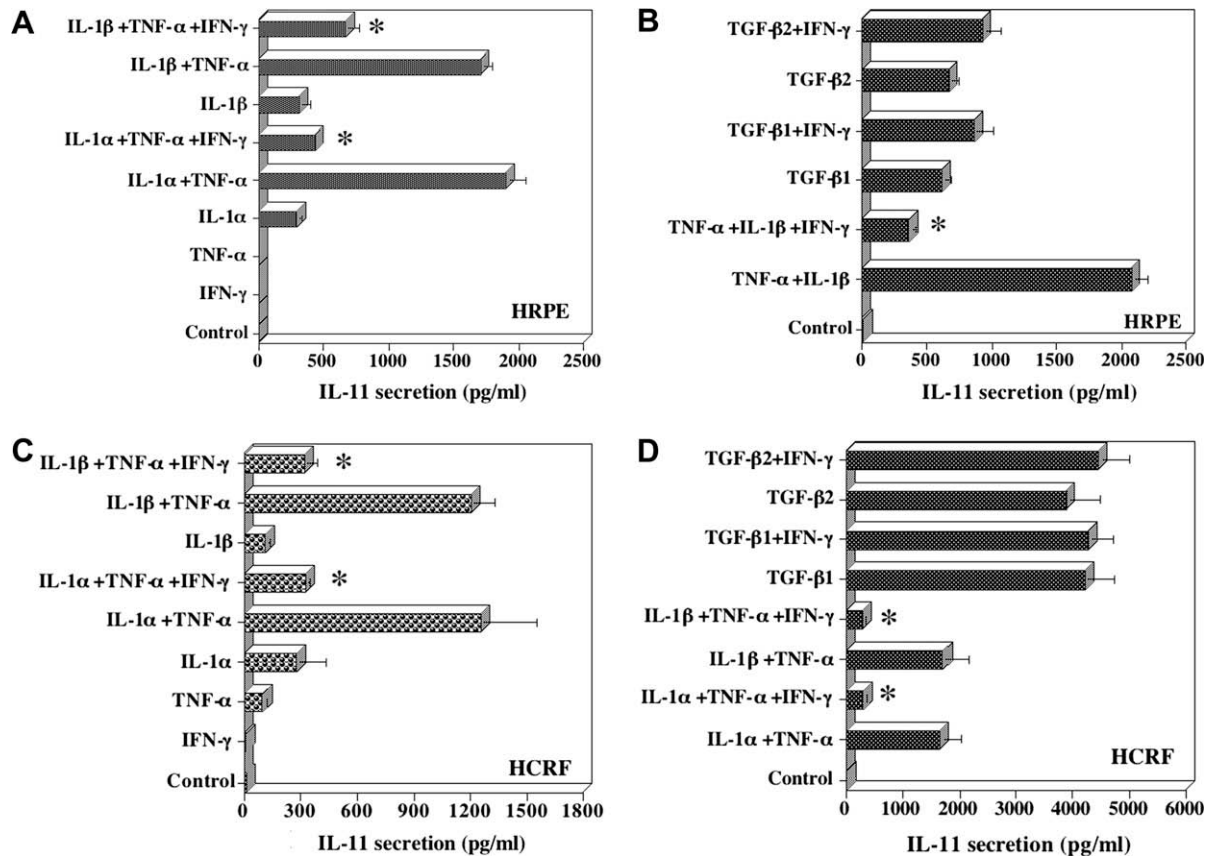 A
IL-1β +TNF-α +IFN-γ
*
IL-1β +TNF-α
IL-1β
IL-1α +TNF-α +IFN-γ
*
IL-1α +TNF-α
IL-1α
TNF-α
IFN-γ
Control
HRPE
0 500 1000 1500 2000 2500
IL-11 secretion (pg/ml)
B
TGF-β2+IFN-γ
TGF-β2
TGF-β1+IFN-γ
TGF-β1
TNF-α +IL-1β +IFN-γ
*
TNF-α +IL-1β
Control
HRPE
0 500 1000 1500 2000 2500
IL-11 secretion (pg/ml)
C
IL-1β +TNF-α +IFN-γ
*
IL-1β +TNF-α
IL-1β
IL-1α +TNF-α +IFN-γ
*
IL-1α +TNF-α
IL-1α
TNF-α
IFN-γ
Control
HCRF
0 300 600 900 1200 1500 1800
IL-11 secretion (pg/ml)
D
TGF-β2+IFN-γ
TGF-β2
TGF-β1+IFN-γ
TGF-β1
IL-1β +TNF-α +IFN-γ
*
IL-1β +TNF-α
IL-1α +TNF-α +IFN-γ
*
IL-1α +TNF-α
Control
HCRF
0 1000 2000 3000 4000 5000 6000
IL-11 secretion (pg/ml)